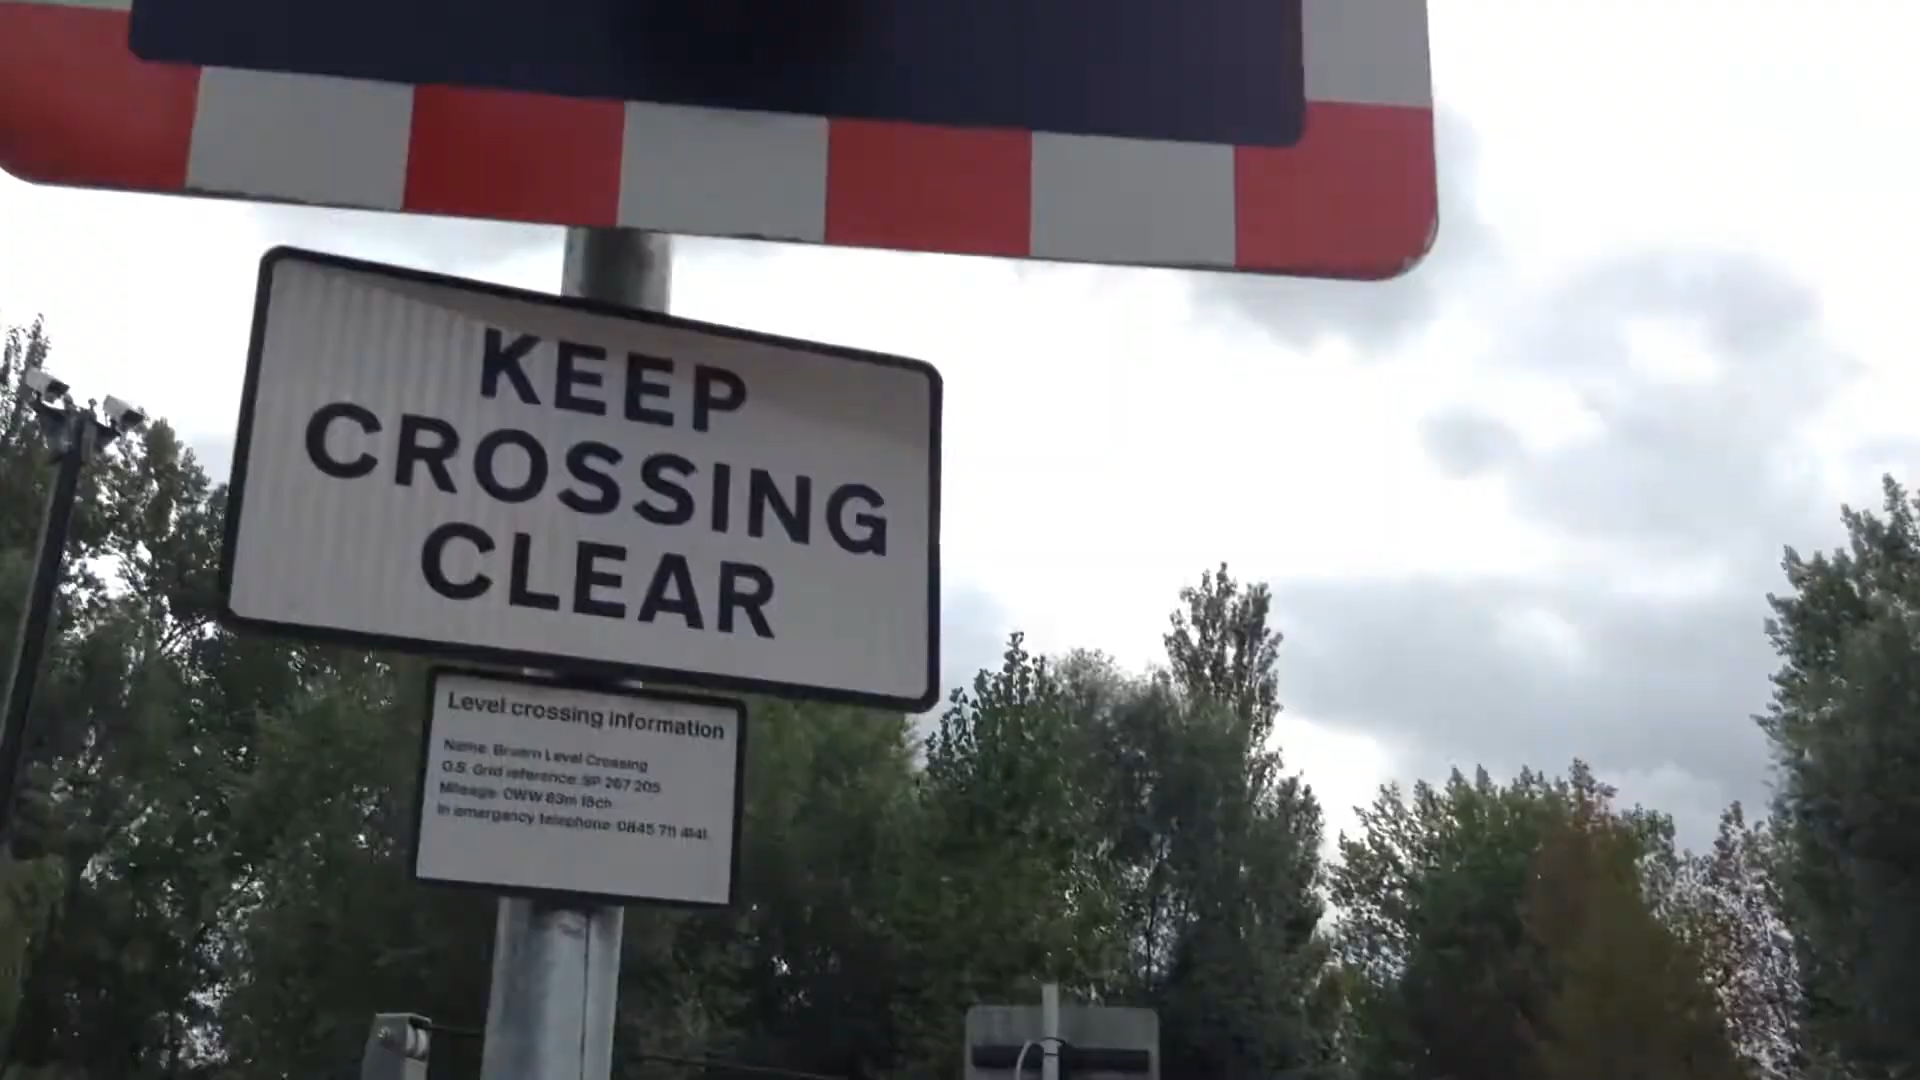 KEEP
CROSSING
CLEAR
Level crossing information
Name: Bruern Level Crossing
O.S. Grid reference: SP 267 205
Mileage: OWW 83m 18ch
In emergency telephone: 0845 711 4141